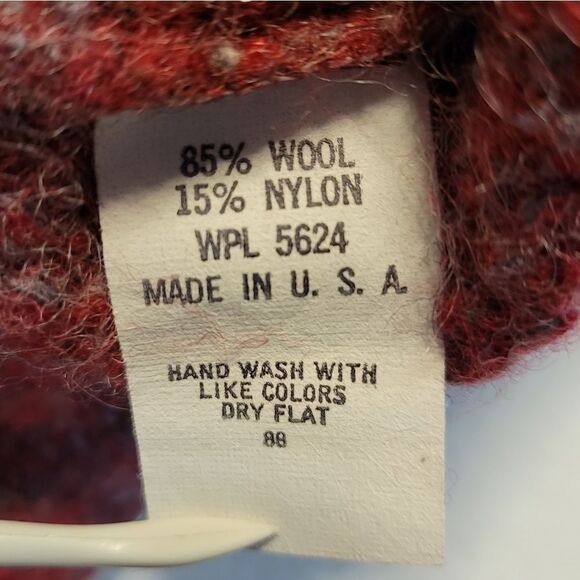 85% WOOL
15% NYLON
WPL 5624
MADE IN U. S. A.
HAND WASH WITH
LIKE COLORS
DRY FLAT
88